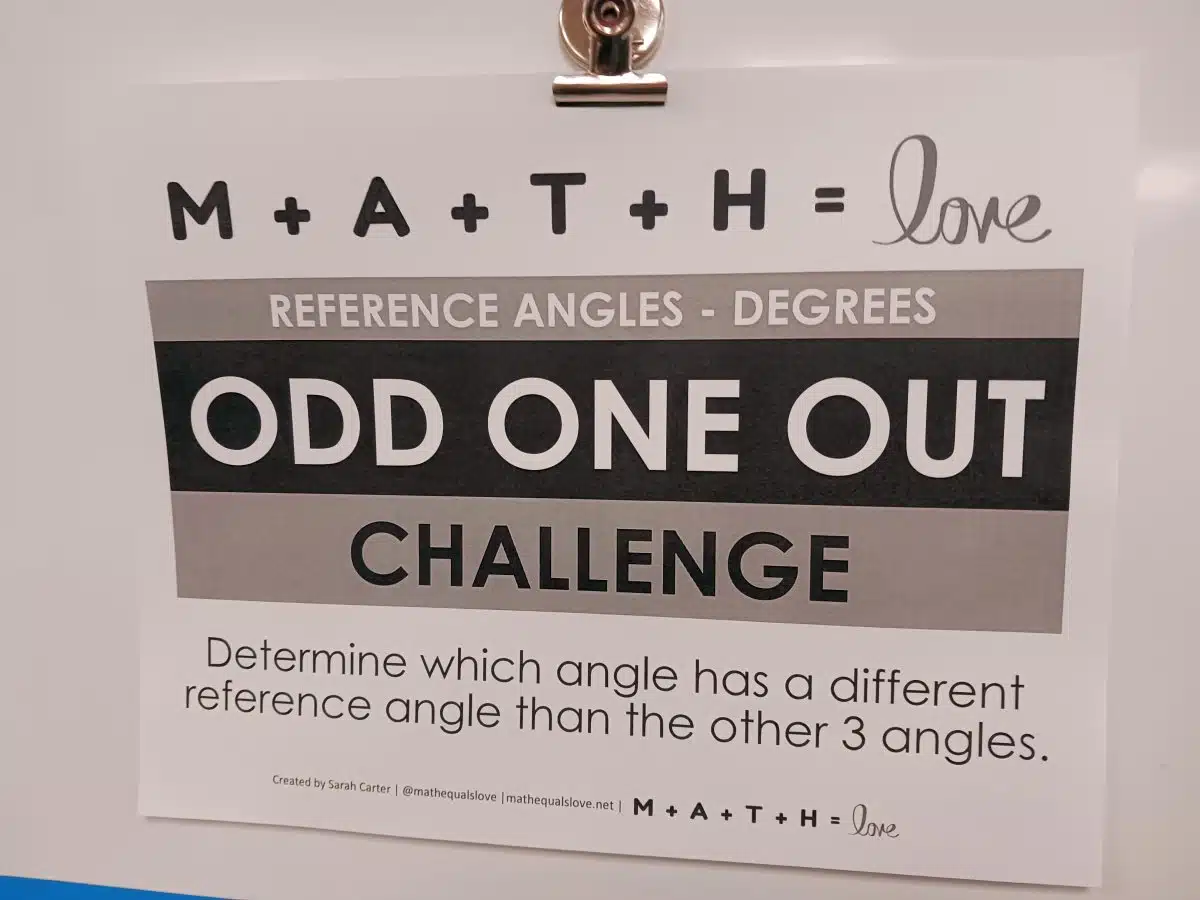 M + A + T + H = love
REFERENCE ANGLES - DEGREES
ODD ONE OUT
CHALLENGE
Determine which angle has a different
reference angle than the other 3 angles.
Created by Sarah Carter | @mathequalslove |mathequalslove.net | M + A + T + H = love